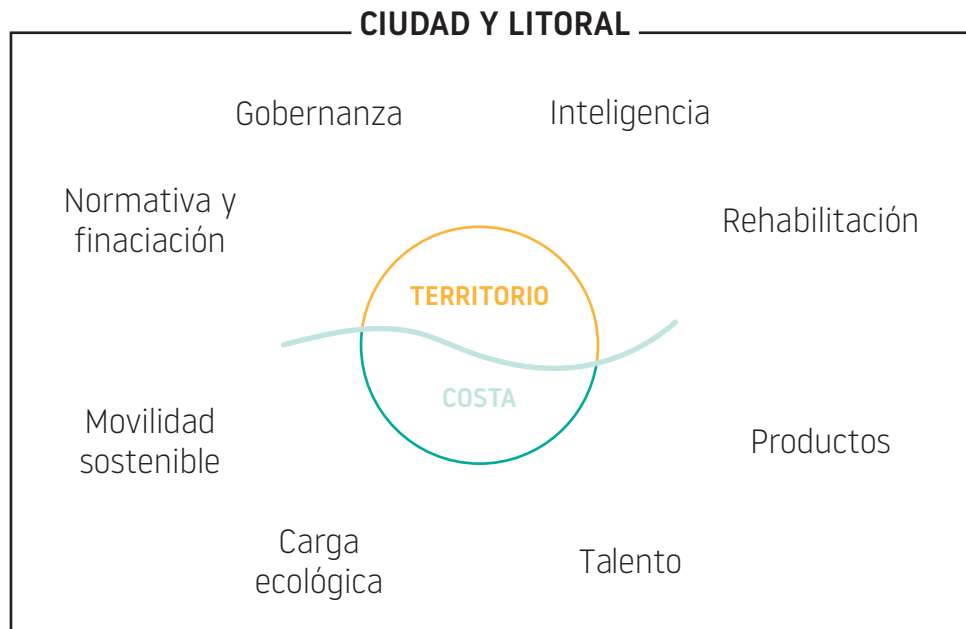 CIUDAD Y LITORAL
Gobernanza
Inteligencia
Normativa y
finaciación
Rehabilitación
TERRITORIO
COSTA
Movilidad
sostenible
Productos
Carga
ecológica
Talento